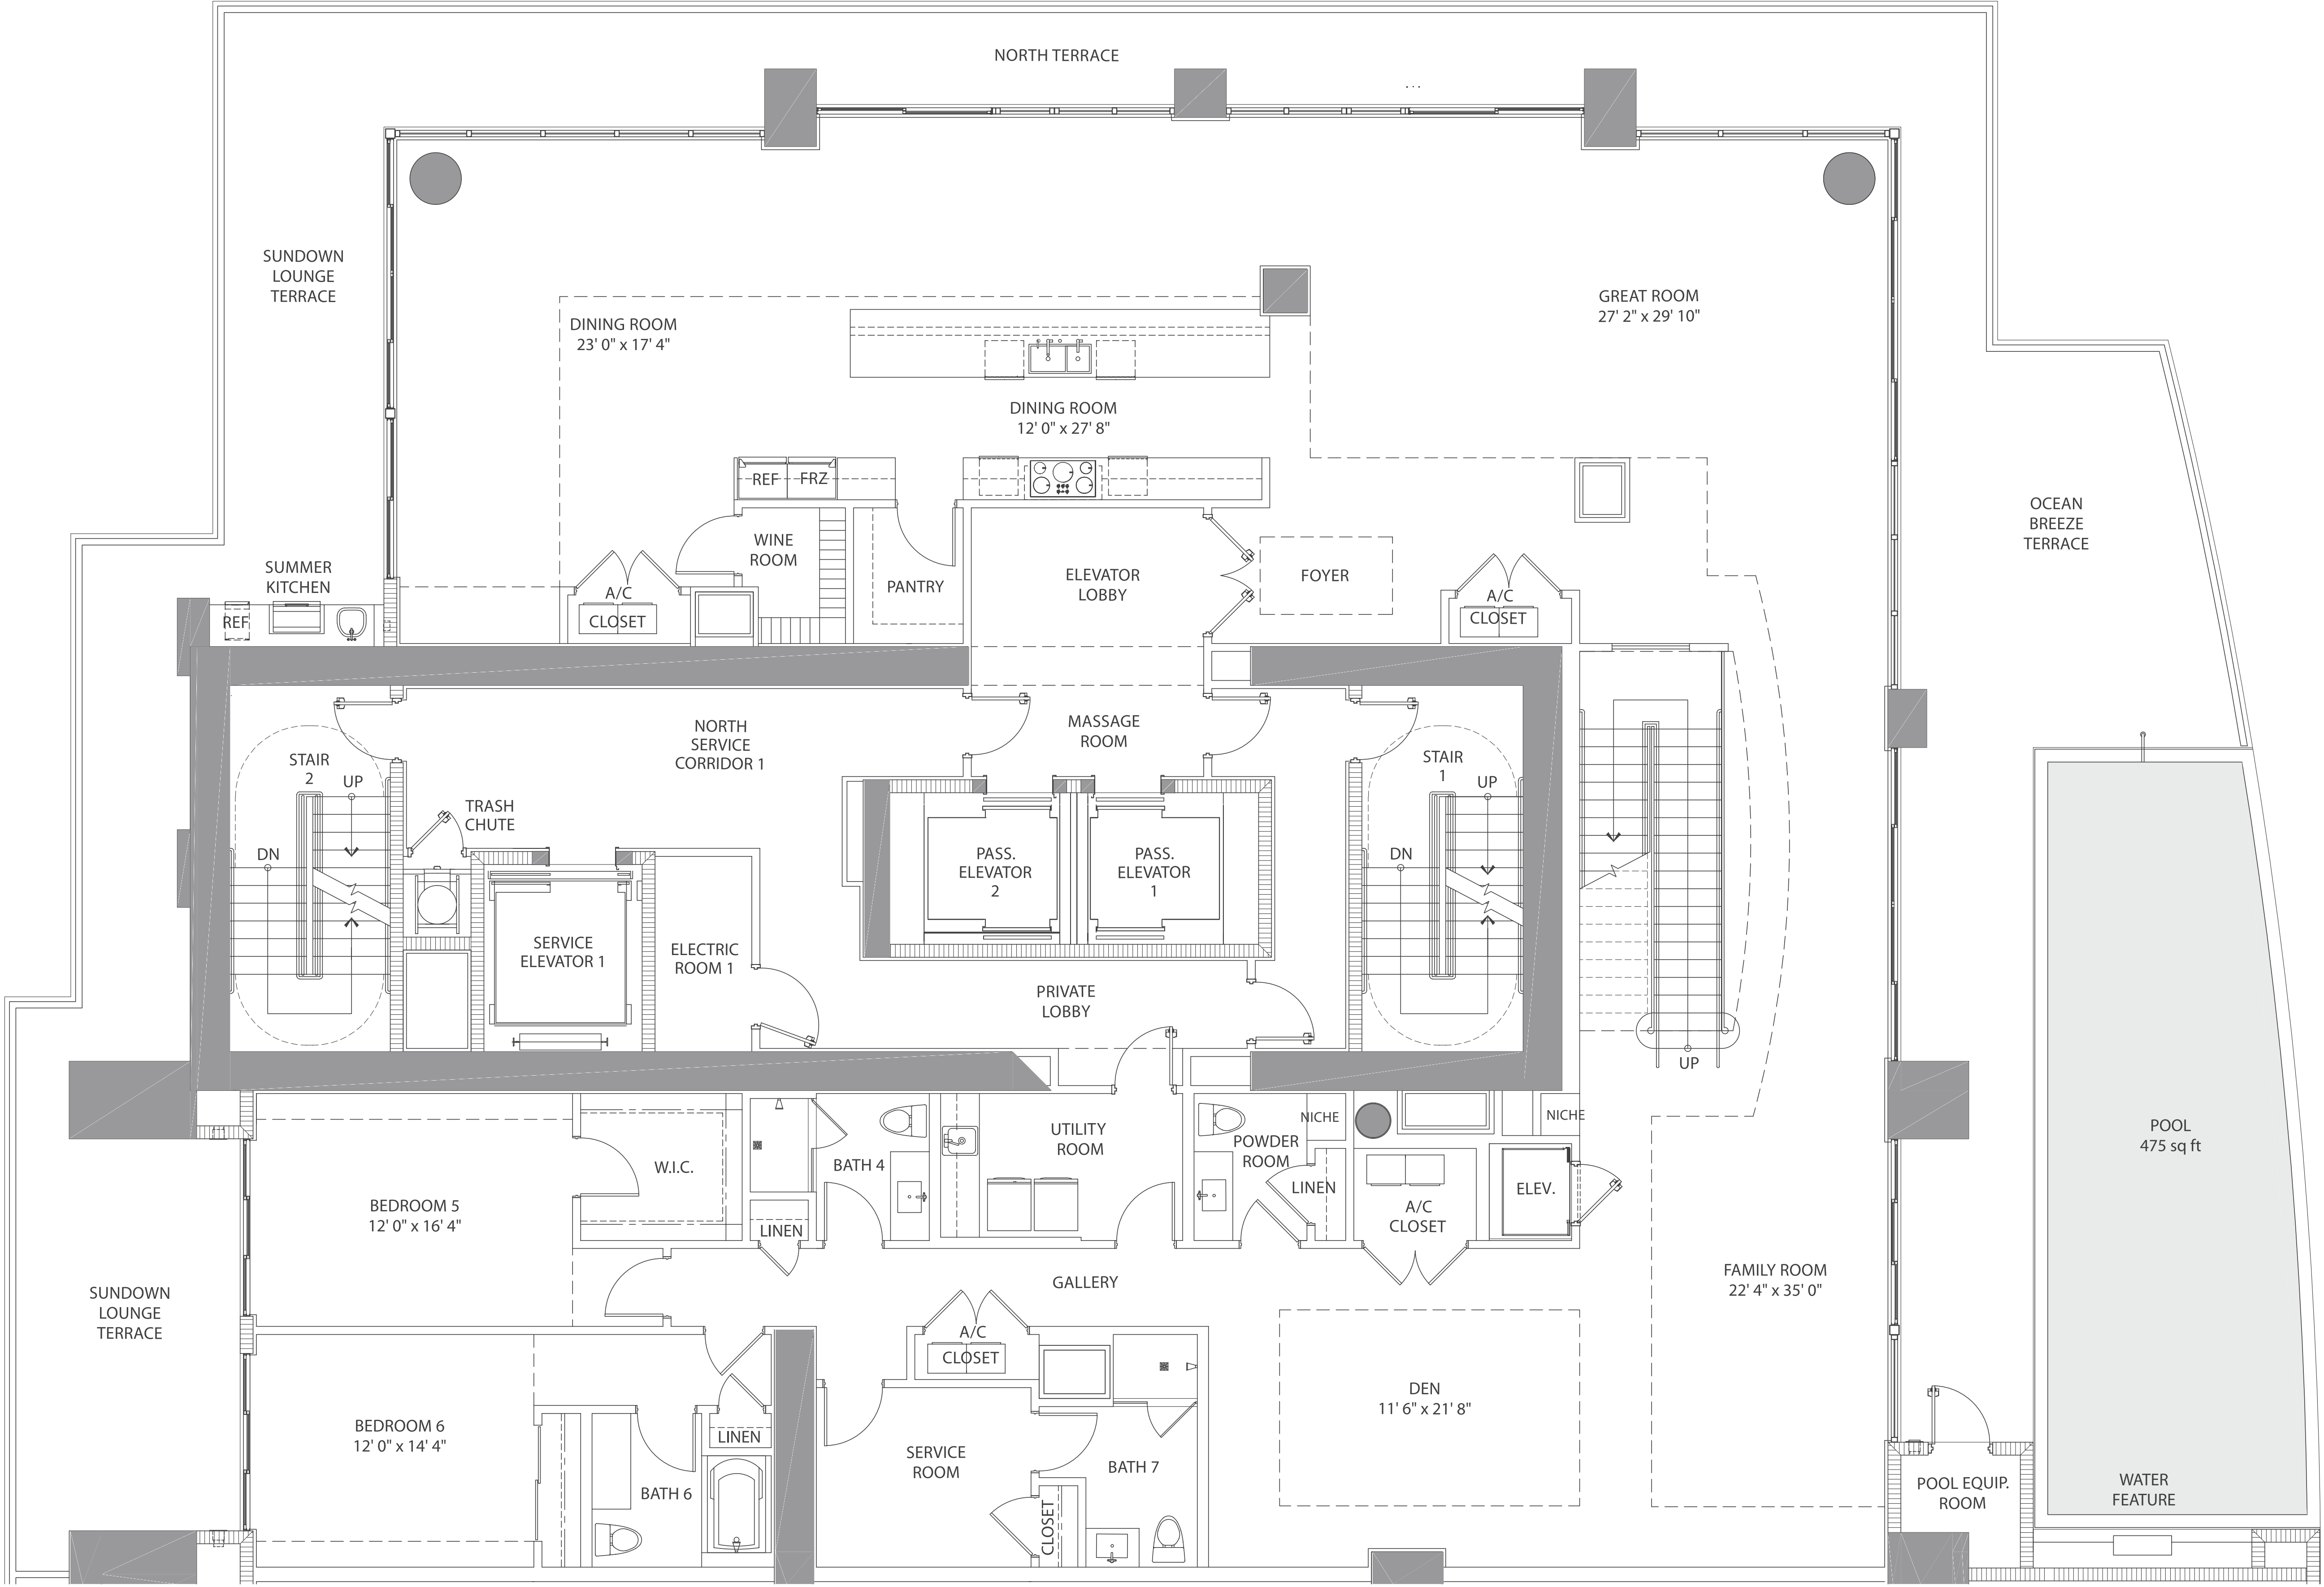 NORTH TERRACE
SUNDOWN
LOUNGE
TERRACE
DINING ROOM
23' 0" x 17' 4"
GREAT ROOM
27' 2" x 29' 10"
DINING ROOM
12' 0" x 27' 8"
REF
FRZ
WINE
ROOM
PANTRY
ELEVATOR
LOBBY
FOYER
OCEAN
BREEZE
TERRACE
SUMMER
KITCHEN
REF
A/C
CLOSET
A/C
CLOSET
NORTH
SERVICE
CORRIDOR 1
MASSAGE
ROOM
STAIR
2
UP
DN
TRASH
CHUTE
STAIR
1
UP
DN
PASS.
ELEVATOR
2
PASS.
ELEVATOR
1
SERVICE
ELEVATOR 1
ELECTRIC
ROOM 1
PRIVATE
LOBBY
UP
BEDROOM 5
12' 0" x 16' 4"
W.I.C.
LINEN
BATH 4
UTILITY
ROOM
POWDER
ROOM
NICHE
LINEN
NICHE
A/C
CLOSET
ELEV.
POOL
475 sq ft
GALLERY
FAMILY ROOM
22' 4" x 35' 0"
SUNDOWN
LOUNGE
TERRACE
A/C
CLOSET
DEN
11' 6" x 21' 8"
BEDROOM 6
12' 0" x 14' 4"
LINEN
BATH 6
SERVICE
ROOM
CLOSET
BATH 7
POOL EQUIP.
ROOM
WATER
FEATURE